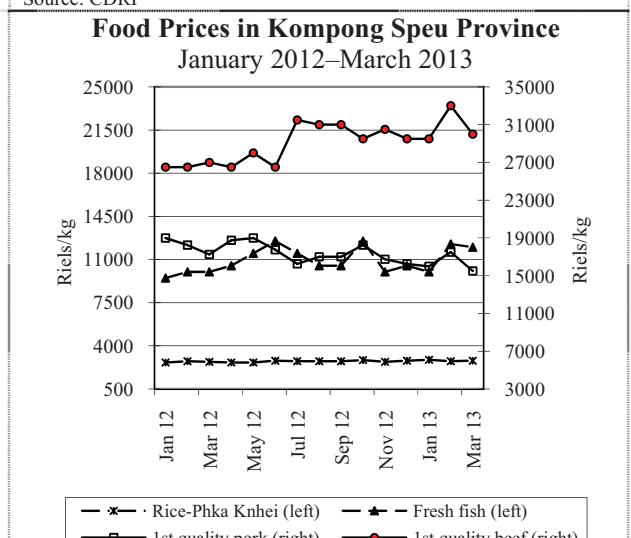 Source: CDRI
Food Prices in Kompong Speu Province
January 2012–March 2013
25000
21500
18000
14500
11000
7500
4000
500
Riels/kg
35000
31000
27000
23000
19000
15000
11000
7000
3000
Riels/kg
Jan 12
Mar 12
May 12
Jul 12
Sep 12
Nov 12
Jan 13
Mar 13
Rice-Phka Knhei (left) Fresh fish (left)
1st quality pork (right) 1st quality beef (right)